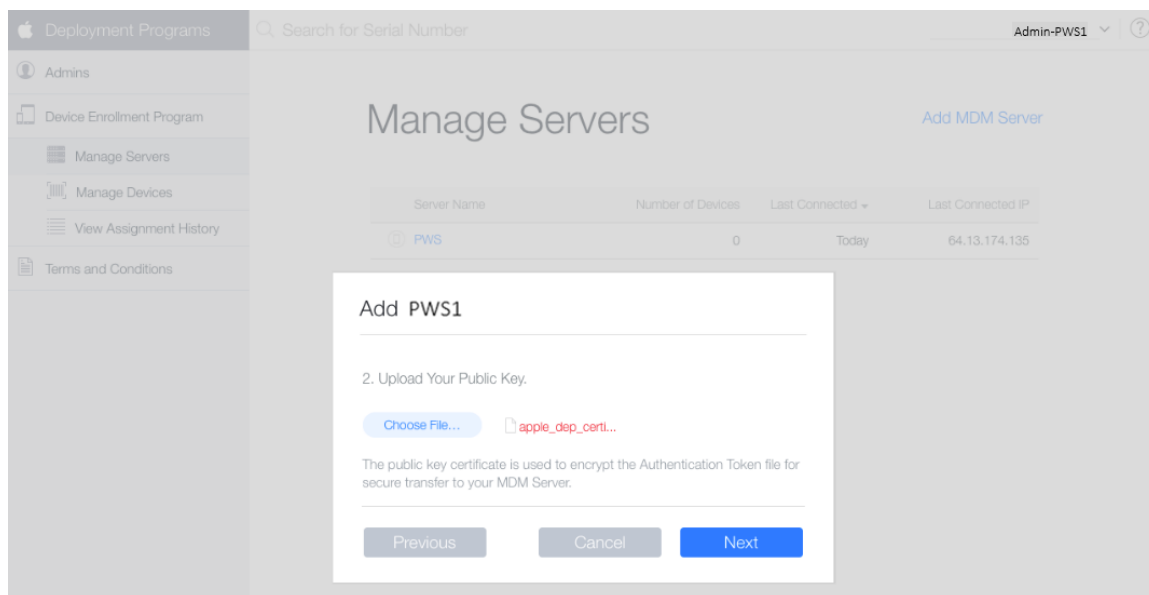 Deployment Programs
Search for Serial Number
Admin-PWS1
?
Admins
Device Enrollment Program
Manage Servers
Manage Devices
View Assignment History
Terms and Conditions
Manage Servers
Add MDM Server
Server Name Number of Devices Last Connected Last Connected IP
PWS 0 Today 64.13.174.135
Add PWS1
2. Upload Your Public Key.
Choose File... apple_dep_certi...
The public key certificate is used to encrypt the Authentication Token file for
secure transfer to your MDM Server.
Previous Cancel Next